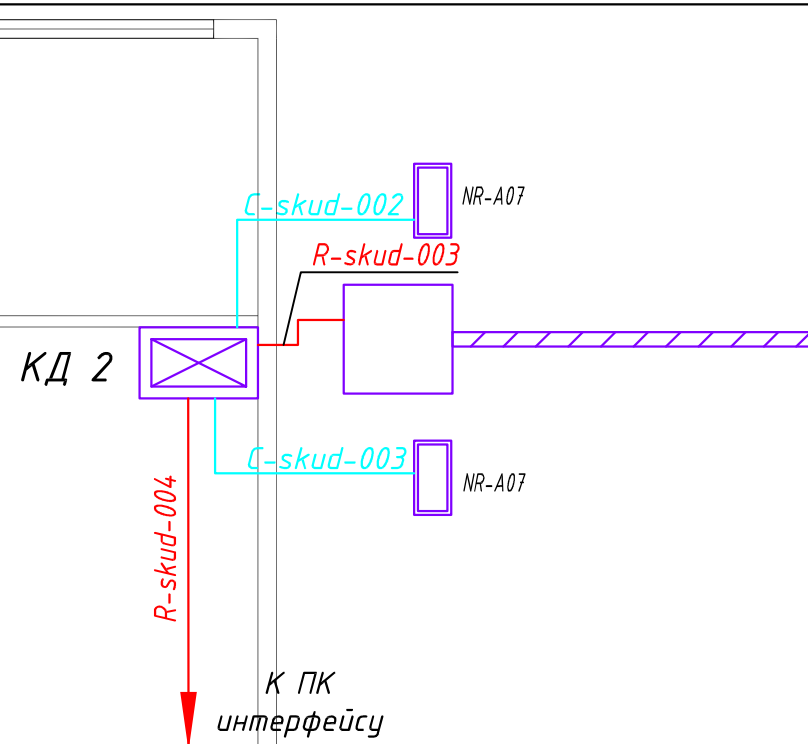 C-skud-002
NR-A07
R-skud-003
КД 2
C-skud-003
NR-A07
R-skud-004
К ПК
интерфейсу